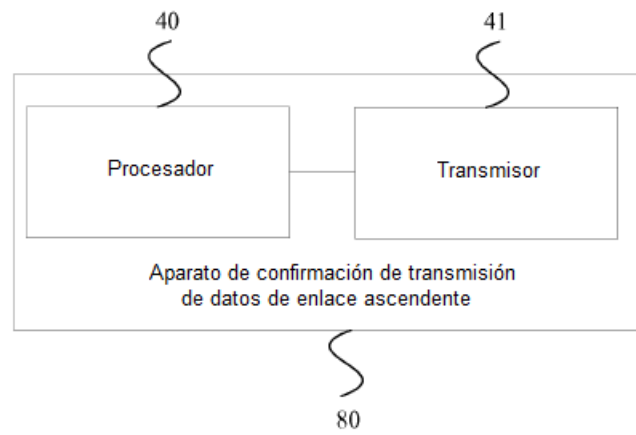 40
41
Procesador
Transmisor
Aparato de confirmación de transmisión
de datos de enlace ascendente
80